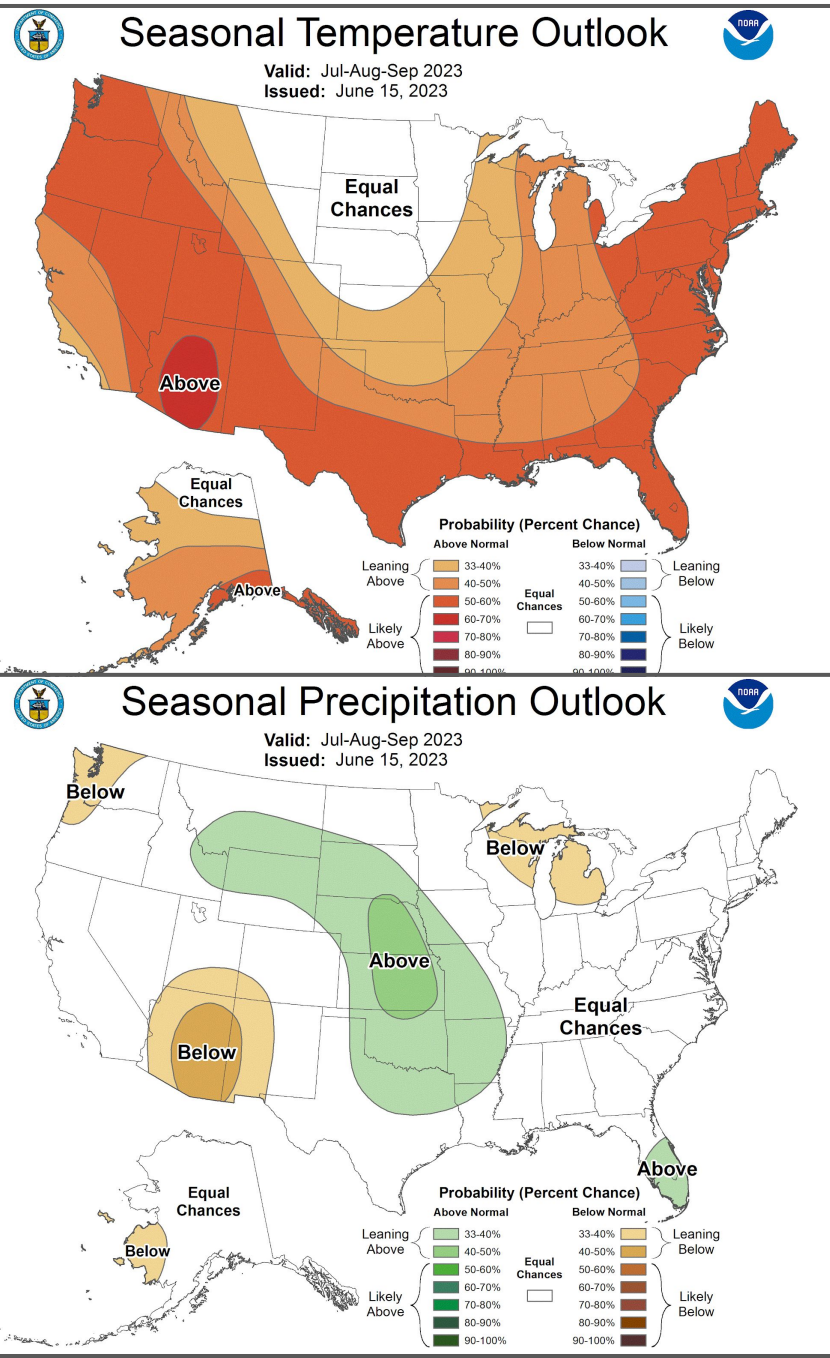 Seasonal Temperature Outlook
NOAA
Valid: Jul-Aug-Sep 2023
Issued: June 15, 2023
Equal
Chances
Above
Equal
Chances
Above
Probability (Percent Chance)
Above Normal
Below Normal
Leaning
Above
33-40%
40-50%
Likely
Above
50-60%
60-70%
70-80%
80-90%
90-100%
Equal
Chances
33-40%
40-50%
Leaning
Below
50-60%
60-70%
70-80%
80-90%
90-100%
Likely
Below
Seasonal Precipitation Outlook
NOAA
Valid: Jul-Aug-Sep 2023
Issued: June 15, 2023
Below
Below
Above
Equal
Chances
Below
Above
Equal
Chances
Below
Probability (Percent Chance)
Above Normal
Below Normal
Leaning
Above
33-40%
40-50%
Likely
Above
50-60%
60-70%
70-80%
80-90%
90-100%
Equal
Chances
33-40%
40-50%
Leaning
Below
50-60%
60-70%
70-80%
80-90%
90-100%
Likely
Below